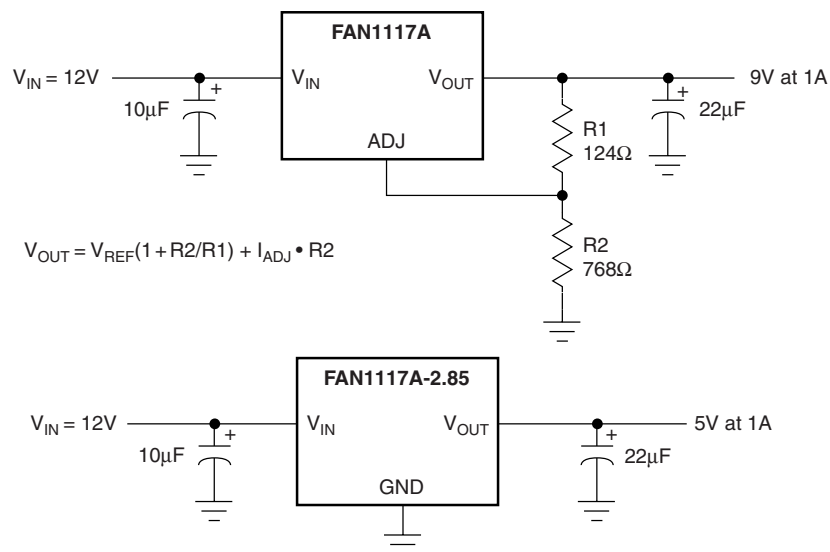 FAN1117A
V_IN = 12V
V_IN
V_OUT
9V at 1A
10μF
22μF
R1
124Ω
ADJ
V_OUT = V_REF(1 + R2/R1) + I_ADJ • R2
R2
768Ω
FAN1117A-2.85
V_IN = 12V
V_IN
V_OUT
5V at 1A
10μF
22μF
GND
+
+
+
+